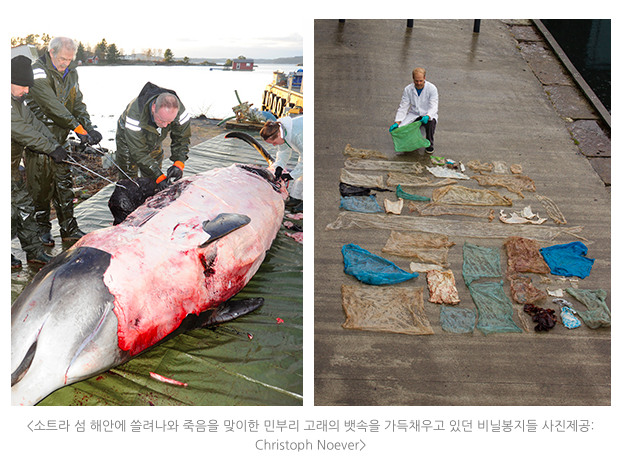 <소트라 섬 해안에 쓸려나와 죽음을 맞이한 민부리 고래의 뱃속을 가득채우고 있던 비닐봉지들 사진제공:
Christoph Noever>